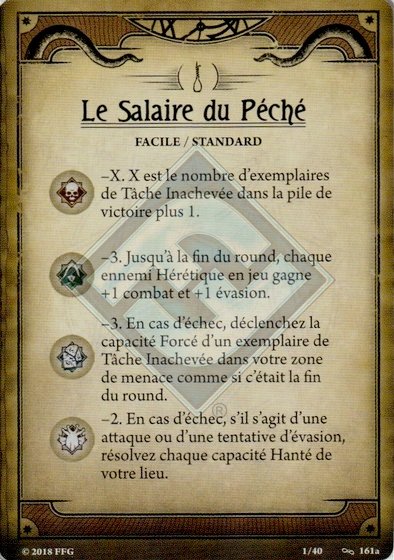 Le Salaire du Péché
FACILE / STANDARD
–X. X est le nombre d'exemplaires
de Tâche Inachevée dans la pile de
victoire plus 1.
–3. Jusqu'à la fin du round, chaque
ennemi Hérétique en jeu gagne
+1 combat et +1 évasion.
–3. En cas d'échec, déclenchez la
capacité Forcé d'un exemplaire de
Tâche Inachevée dans votre zone
de menace comme si c'était la fin
du round.
–2. En cas d'échec, s'il s'agit d'une
attaque ou d'une tentative d'évasion,
résolvez chaque capacité Hanté de
votre lieu.
®
© 2018 FFG 1/40 161a